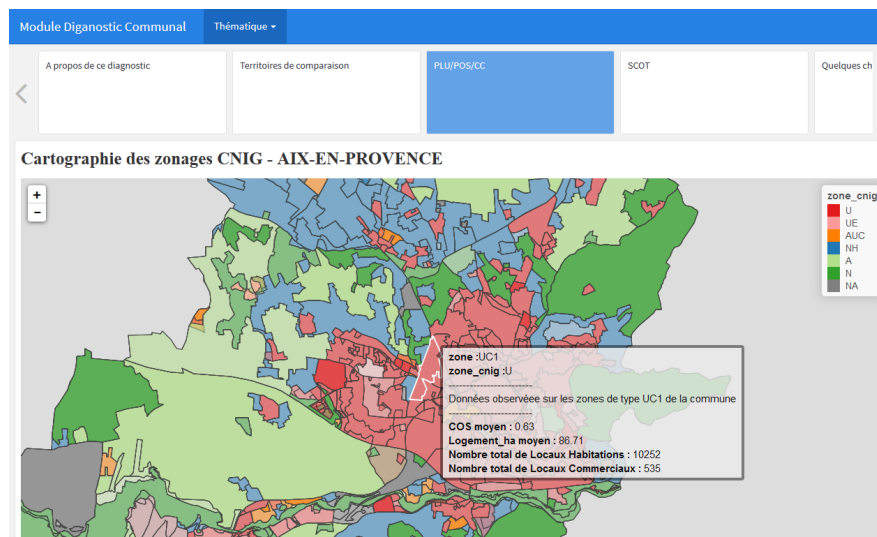 Module Diganostic Communal
Thématique
A propos de ce diagnostic
Territoires de comparaison
PLU/POS/CC
SCOT
Quelques ch
Cartographie des zonages CNIG - AIX-EN-PROVENCE
+
-
zone_cnig
U
UE
AUC
NH
A
N
NA
zone :UC1
zone_cnig :U
------------------------
Données observéee sur les zones de type UC1 de la commune
------------------------
COS moyen : 0.63
Logement_ha moyen : 86.71
Nombre total de Locaux Habitations : 10252
Nombre total de Locaux Commerciaux : 535